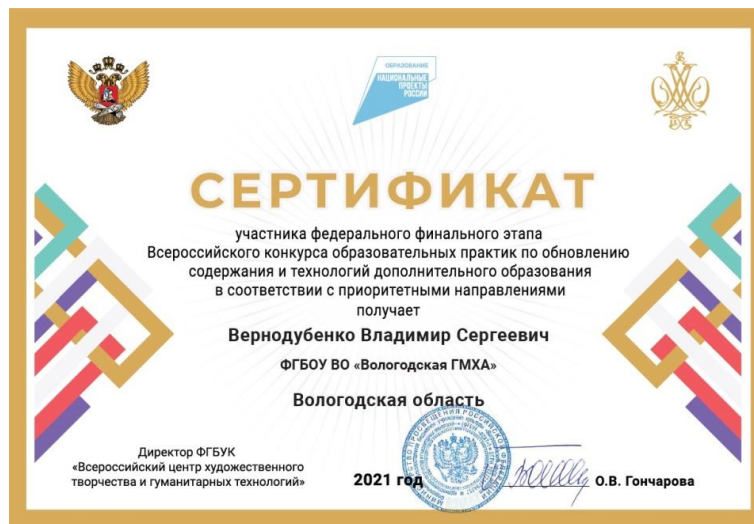 ОБРАЗОВАНИЕ
НАЦИОНАЛЬНЫЕ
ПРОЕКТЫ
РОССИИ
СЕРТИФИКАТ
участника федерального финального этапа
Всероссийского конкурса образовательных практик по обновлению
содержания и технологий дополнительного образования
в соответствии с приоритетными направлениями
получает
Вернодубенко Владимир Сергеевич
ФГБОУ ВО «Вологодская ГМХА»
Вологодская область
Директор ФГБУК
«Всероссийский центр художественного
творчества и гуманитарных технологий»
2021 год
О.В. Гончарова